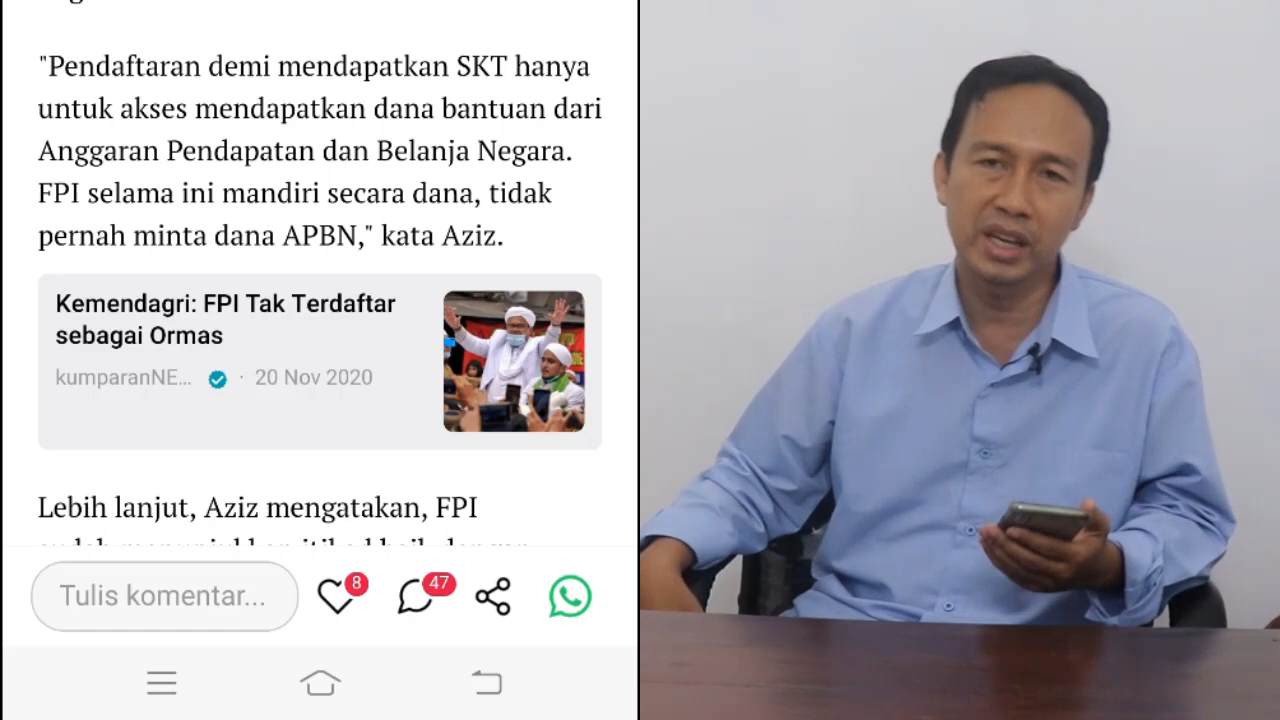 "Pendaftaran demi mendapatkan SKT hanya
untuk akses mendapatkan dana bantuan dari
Anggaran Pendapatan dan Belanja Negara.
FPI selama ini mandiri secara dana, tidak
pernah minta dana APBN," kata Aziz.
Kemendagri: FPI Tak Terdaftar
sebagai Ormas
kumparanNE... · 20 Nov 2020
Lebih lanjut, Aziz mengatakan, FPI
Tulis komentar... 8 47